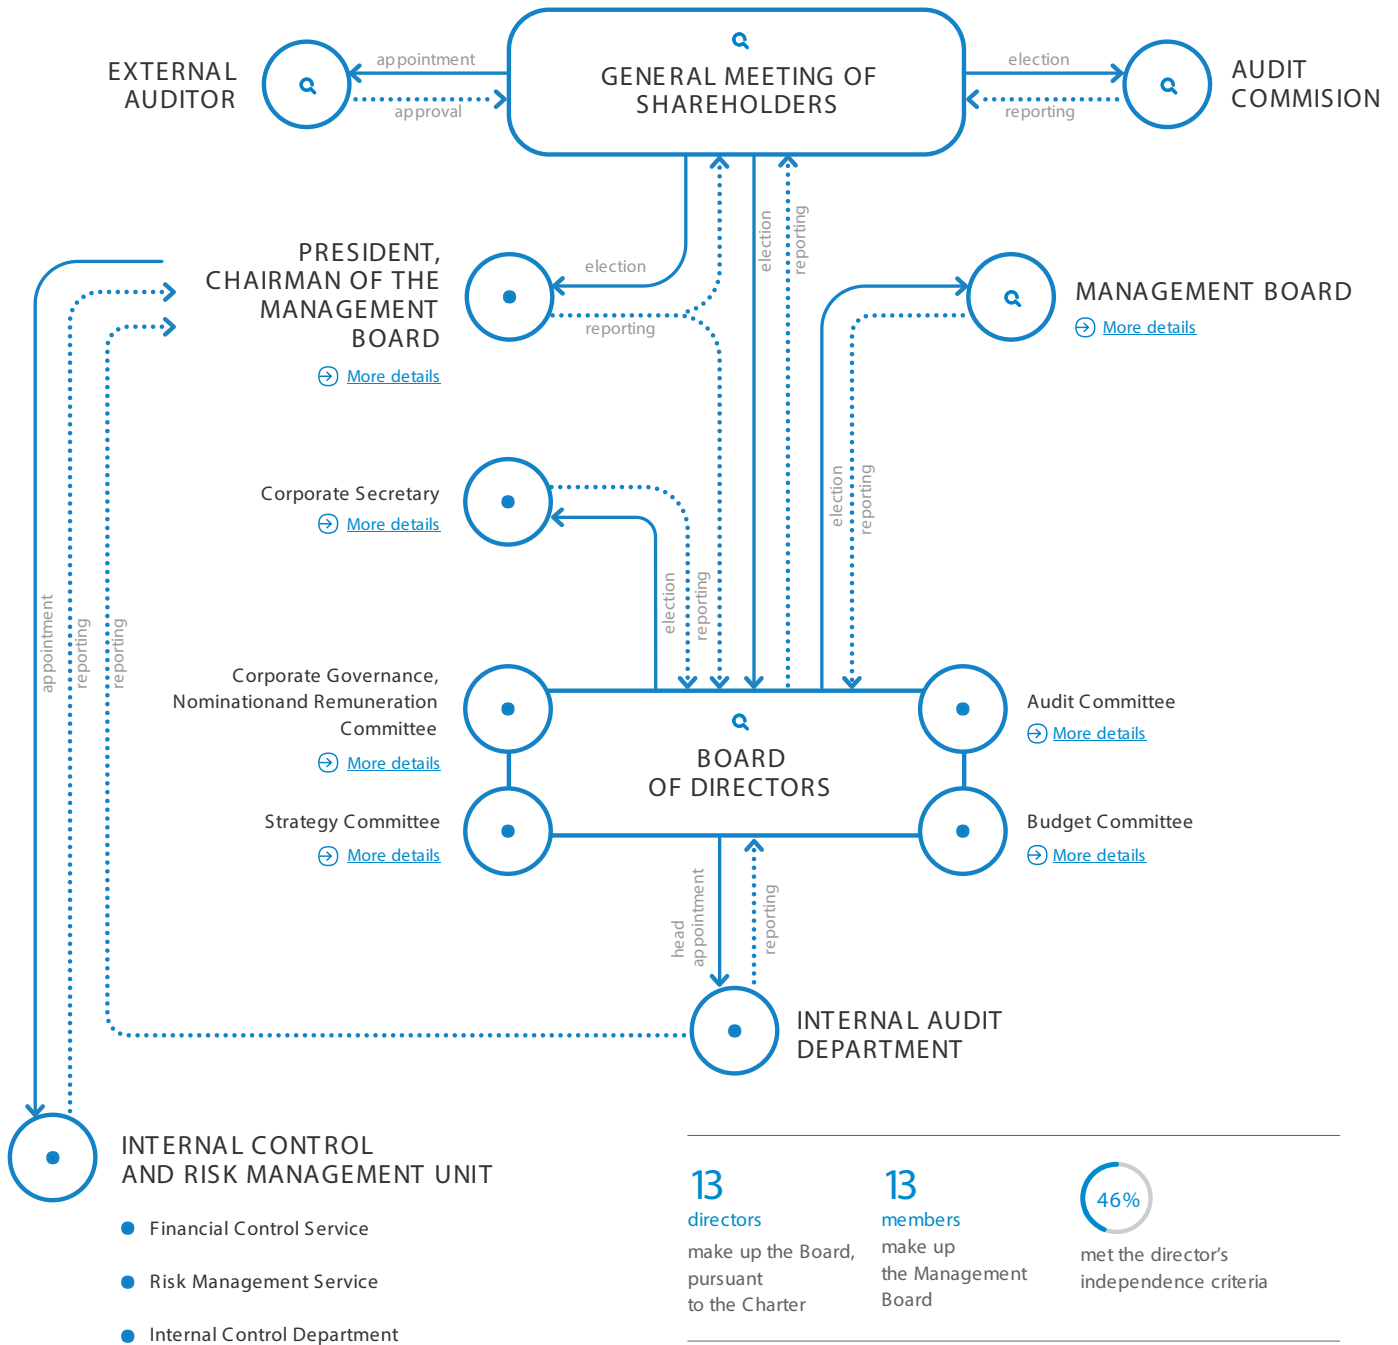 EXTERNAL
AUDITOR
appointment
approval
GENERAL MEETING OF
SHAREHOLDERS
election
reporting
AUDIT
COMMISION
PRESIDENT,
CHAIRMAN OF THE
MANAGEMENT
BOARD
More details
election
reporting
election
reporting
MANAGEMENT BOARD
More details
election
reporting
Corporate Secretary
More details
election
reporting
appointment
reporting
reporting
Corporate Governance,
Nominationand Remuneration
Committee
More details
Strategy Committee
More details
BOARD
OF DIRECTORS
Audit Committee
More details
Budget Committee
More details
head
appointment
reporting
INTERNAL AUDIT
DEPARTMENT
INTERNAL CONTROL
AND RISK MANAGEMENT UNIT
Financial Control Service
Risk Management Service
Internal Control Department
13
directors
make up the Board,
pursuant
to the Charter
13
members
make up
the Management
Board
46%
met the director's
independence criteria